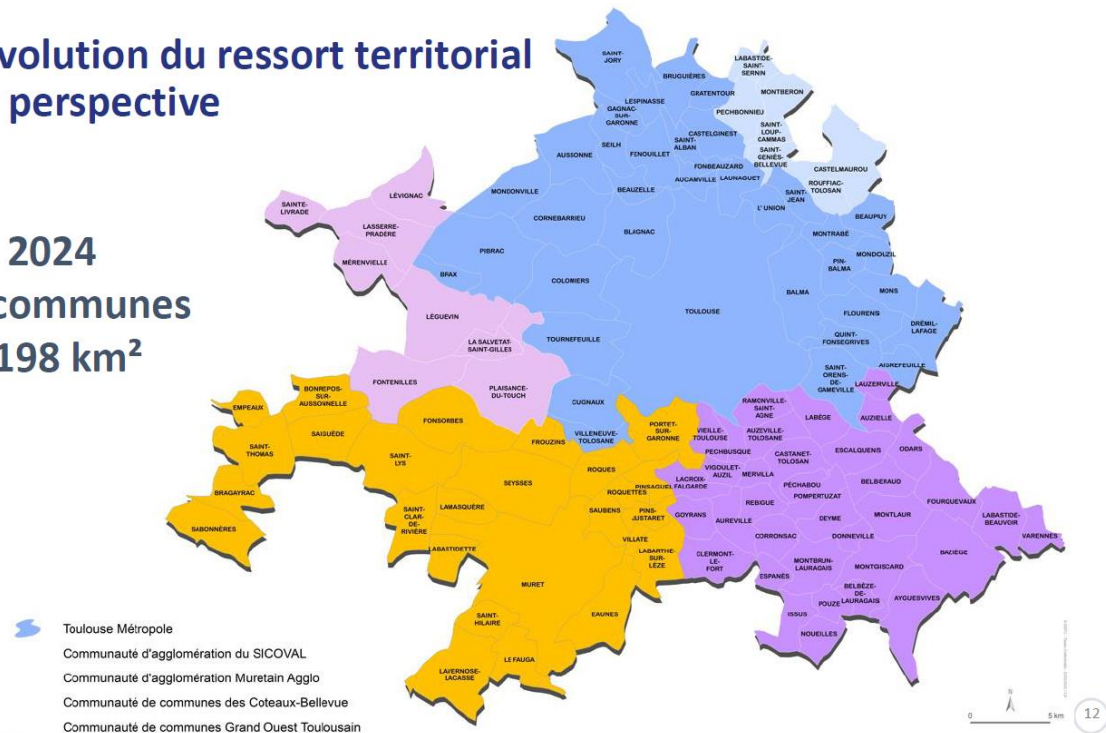 volution du ressort territorial
perspective
2024
communes
198 km²
SAINT-
JORY
BRUGUIÈRES
LABASTIDE-
SAINT-
SERNIN
MONTBERON
GRATENTOUR
LESPINASSE
PECHBONNIEU
GAGNAC-
SUR-
GARONNE
SAINT-
LOUP-
CAMMAS
CASTELGINEST
SAINT-
ALBAN
SEILH
FENOUILLET
SAINT-
GENIÈS-
BELLEVUE
AUSSONNE
FONBEAUZARD
CASTELMAUROU
AUCAMVILLE
LAUNAGUET
ROUFFIAC-
TOLOSAN
MONDONVILLE
BEAUZELLE
SAINT-
JEAN
LÉVIGNAC
SAINTE-
LIVRADE
L'UNION
BEAUPUY
CORNEBARRIEU
LASSERRE-
PRADÈRE
BLAGNAC
MONTRABÉ
PIBRAC
MONDOUZIL
PIN-
BALMA
MÉRENVIELLE
BRAX
COLOMIERS
BALMA
MONS
TOULOUSE
FLOURENS
LÉGUEVIN
DRÉMIL-
LAFAGE
LA SALVETAT-
SAINT-GILLES
TOURNEFEUILLE
QUINT-
FONSEGRIVES
AIGREFEUILLE
SAINT-
ORENS-
DE-
GAMEVILLE
FONTENILLES
PLAISANCE-
DU-TOUCH
LAUZERVILLE
BONREPOS-
SUR-
AUSSONNELLE
CUGNAUX
RAMONVILLE-
SAINT-
AGNE
EMPEAUX
LABÈGE
AUZIELLE
FONSORBES
PORTET-
SUR-
GARONNE
SAIGUÈDE
FROUZINS
VILLENEUVE-
TOLOSANE
VIEILLE-
TOULOUSE
AUZEVILLE-
TOLOSANE
SAINT-
THOMAS
PECHBUSQUE
CASTANET-
TOLOSAN
ESCALQUENS
ODARS
SAINT-
LYS
ROQUES
VIGOULET-
AUZIL
MERVILLA
SEYSSES
LACROIX-
FALGARDE
PÉCHABOU
BELBERAUD
PINSAGUEL
BRAGAYRAC
ROQUETTES
POMPERTUZAT
REBIGUE
FOURQUEVAUX
LAMASQUÈRE
SAUBENS
PINS-
JUSTARET
GOYRANS
AUREVILLE
DEYME
MONTLAUR
LABASTIDE-
BEAUVOIR
SAINT-
CLAR-
DE-
RIVIÈRE
SABONNÈRES
CORRONSAC
DONNEVILLE
VARENNES
VILLATE
LABASTIDETTE
LABARTHE-
SUR-
LÈZE
CLERMONT-
LE-
FORT
BAZIÈGE
MONTBRUN-
LAURAGAIS
MONTGISCARD
ESPANÈS
MURET
BELBÈZE-
DE-
LAURAGAIS
AYGUESVIVES
POUZE
ISSUS
SAINT-
HILAIRE
EAUNES
NOUEILLES
LE FAUGA
LAVERNOSE-
LACASSE
Toulouse Métropole
Communauté d'agglomération du SICOVAL
Communauté d'agglomération Muretain Agglo
Communauté de communes des Coteaux-Bellevue
Communauté de communes Grand Ouest Toulousain
N
0 5 km
12